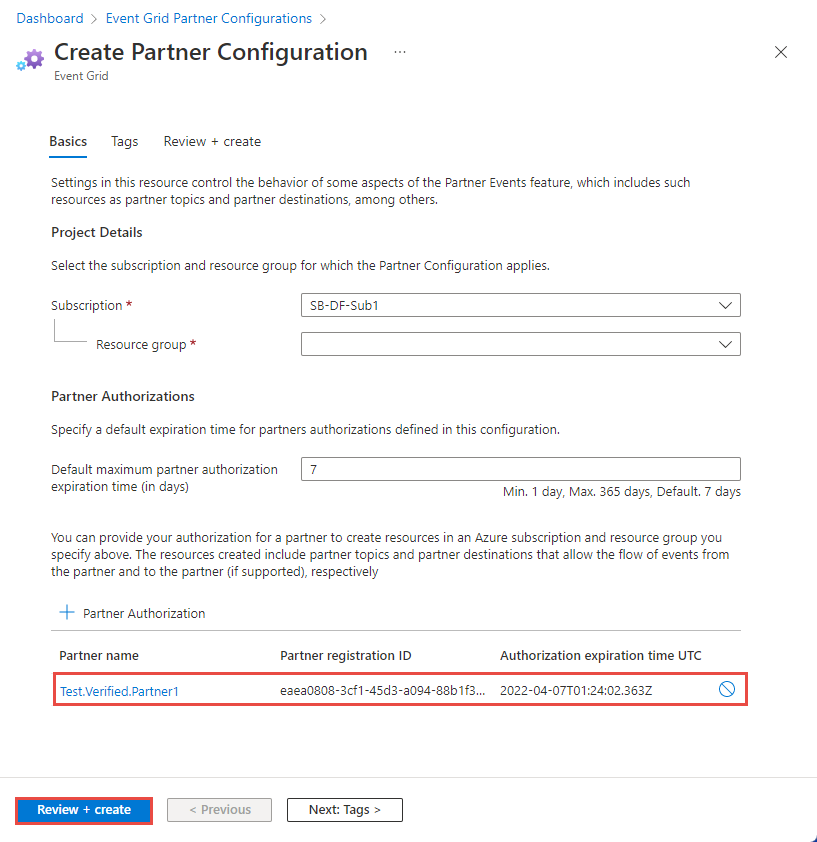 Dashboard > Event Grid Partner Configurations >
Create Partner Configuration ...
Event Grid
Basics Tags Review + create
Settings in this resource control the behavior of some aspects of the Partner Events feature, which includes such
resources as partner topics and partner destinations, among others.
Project Details
Select the subscription and resource group for which the Partner Configuration applies.
Subscription * SB-DF-Sub1
Resource group *
Partner Authorizations
Specify a default expiration time for partners authorizations defined in this configuration.
Default maximum partner authorization 7
expiration time (in days)
Min. 1 day, Max. 365 days, Default. 7 days
You can provide your authorization for a partner to create resources in an Azure subscription and resource group you
specify above. The resources created include partner topics and partner destinations that allow the flow of events from
the partner and to the partner (if supported), respectively
+ Partner Authorization
Partner name Partner registration ID Authorization expiration time UTC
Test.Verified.Partner1 eaea0808-3cf1-45d3-a094-88b1f3... 2022-04-07T01:24:02.363Z
Review + create < Previous Next: Tags >